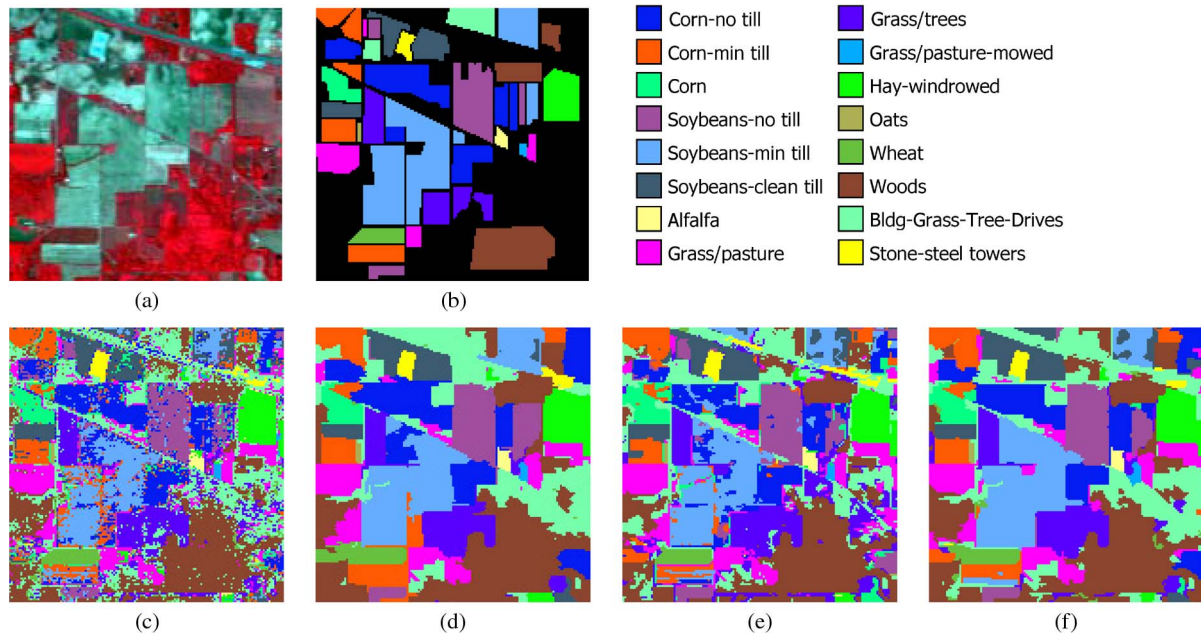 Corn-no till
Grass/trees
Corn-min till
Grass/pasture-mowed
Corn
Hay-windrowed
Soybeans-no till
Oats
Soybeans-min till
Wheat
Soybeans-clean till
Woods
Alfalfa
Bldg-Grass-Tree-Drives
Grass/pasture
Stone-steel towers
(a)
(b)
(c)
(d)
(e)
(f)